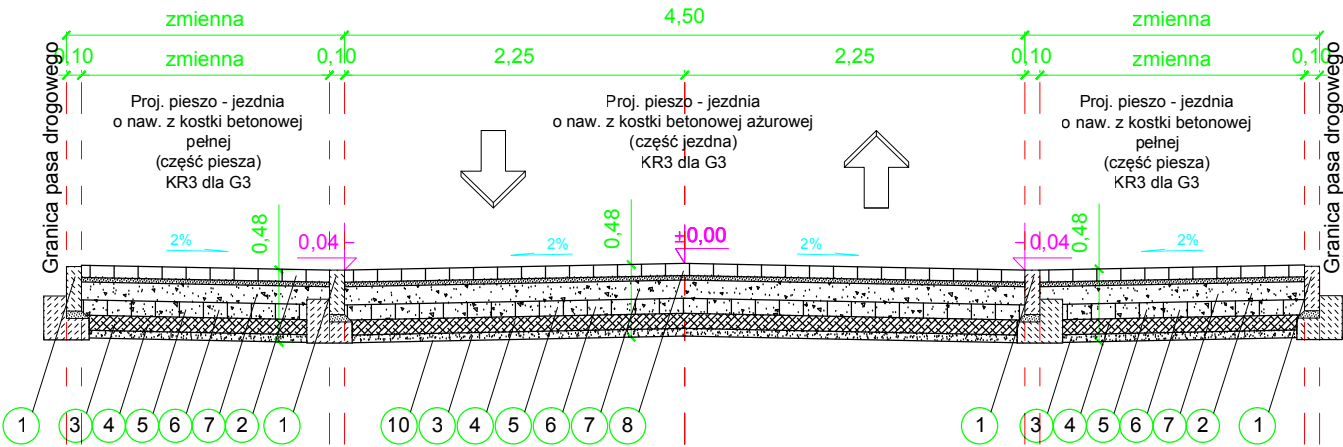 zmienna 4,50 zmienna
0,10 zmienna 0,10 2,25 2,25 0,10 zmienna 0,10
Granica pasa drogowego
Proj. pieszo - jezdnia
o naw. z kostki betonowej
pełnej
(część piesza)
KR3 dla G3
Proj. pieszo - jezdnia
o naw. z kostki betonowej ażurowej
(część jezdna)
KR3 dla G3
Proj. pieszo - jezdnia
o naw. z kostki betonowej
pełnej
(część piesza)
KR3 dla G3
Granica pasa drogowego
2% 0,48 0,04 - 2% 0,48 ±0,00 2% -0,04 0,48 2%
1 3 4 5 6 7 2 1 10 3 4 5 6 7 8 1 3 4 5 6 7 2 1